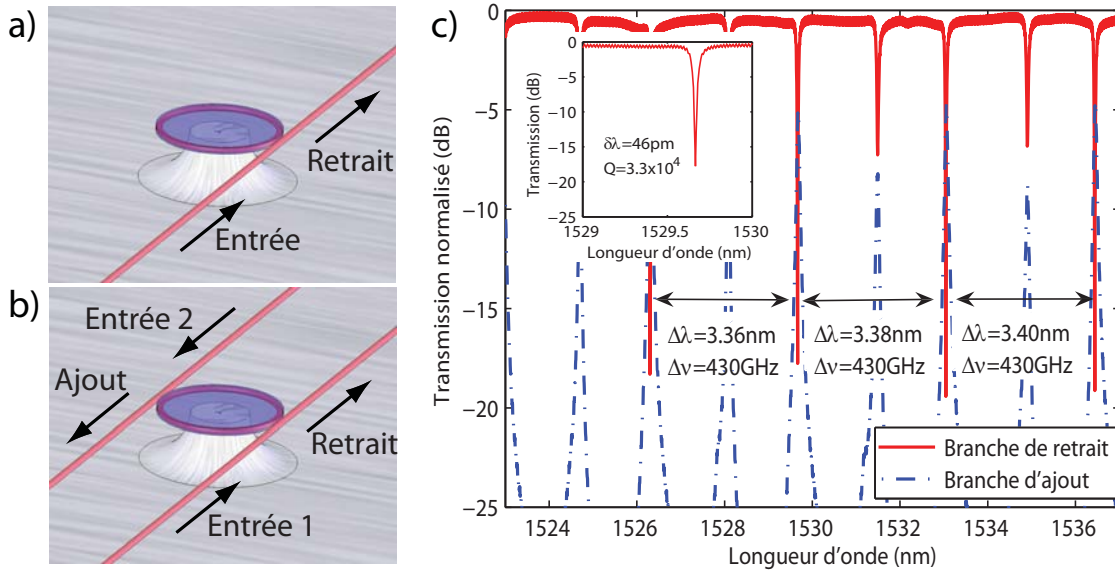 a)
Retrait
Entrée
b)
Entrée 2
Ajout
Retrait
Entrée 1
c)
Transmission normalisé (dB)
0
−5
−10
−15
−20
−25
Transmission (dB)
0
−5
−10
−15
−20
−25
δλ=46pm
Q=3.3x10⁴
1529 1529.5 1530
Longueur d'onde (nm)
Δλ=3.36nm Δλ=3.38nm Δλ=3.40nm
Δν=430GHz Δν=430GHz Δν=430GHz
Branche de retrait
Branche d'ajout
1524 1526 1528 1530 1532 1534 1536
Longueur d'onde (nm)